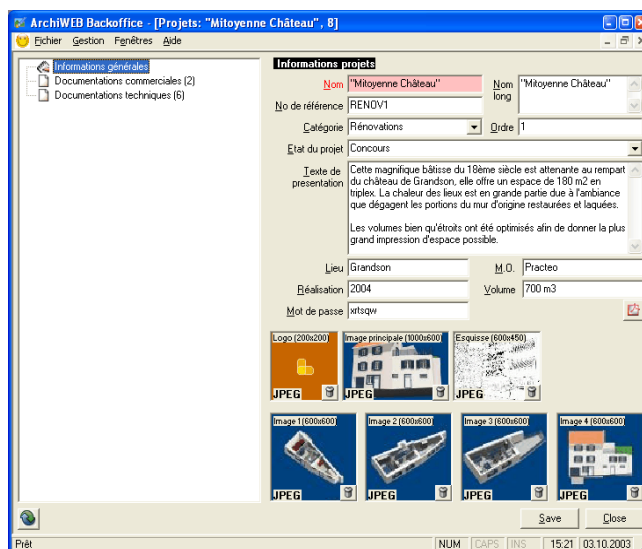 ArchiWEB Backoffice - [Projets: "Mitoyenne Château", 8]
Fichier Gestion Fenêtres Aide
Informations générales
Documentations commerciales (2)
Documentations techniques (6)
Informations projets
Nom "Mitoyenne Château" Nom long "Mitoyenne Château"
No de référence RENOV1
Catégorie Rénovations Ordre 1
Etat du projet Concours
Texte de presentation
Cette magnifique bâtisse du 18ème siècle est attenante au rempart
du château de Grandson, elle offre un espace de 180 m2 en
triplex. La chaleur des lieux est en grande partie due à l'ambiance
que dégagent les portions du mur d'origine restaurées et laquées.
Les volumes bien qu'étroits ont été optimisés afin de donner la plus
grand impression d'espace possible.
Lieu Grandson M.O. Practeo
Réalisation 2004 Volume 700 m3
Mot de passe xrtsqw
Logo (200x200) Image principale (1000x600) Esquisse (600x450)
JPEG JPEG JPEG
Image 1 (600x600) Image 2 (600x600) Image 3 (600x600) Image 4 (600x600)
JPEG JPEG JPEG JPEG
Save Close
Prêt NUM CAPS INS 15:21 03.10.2003